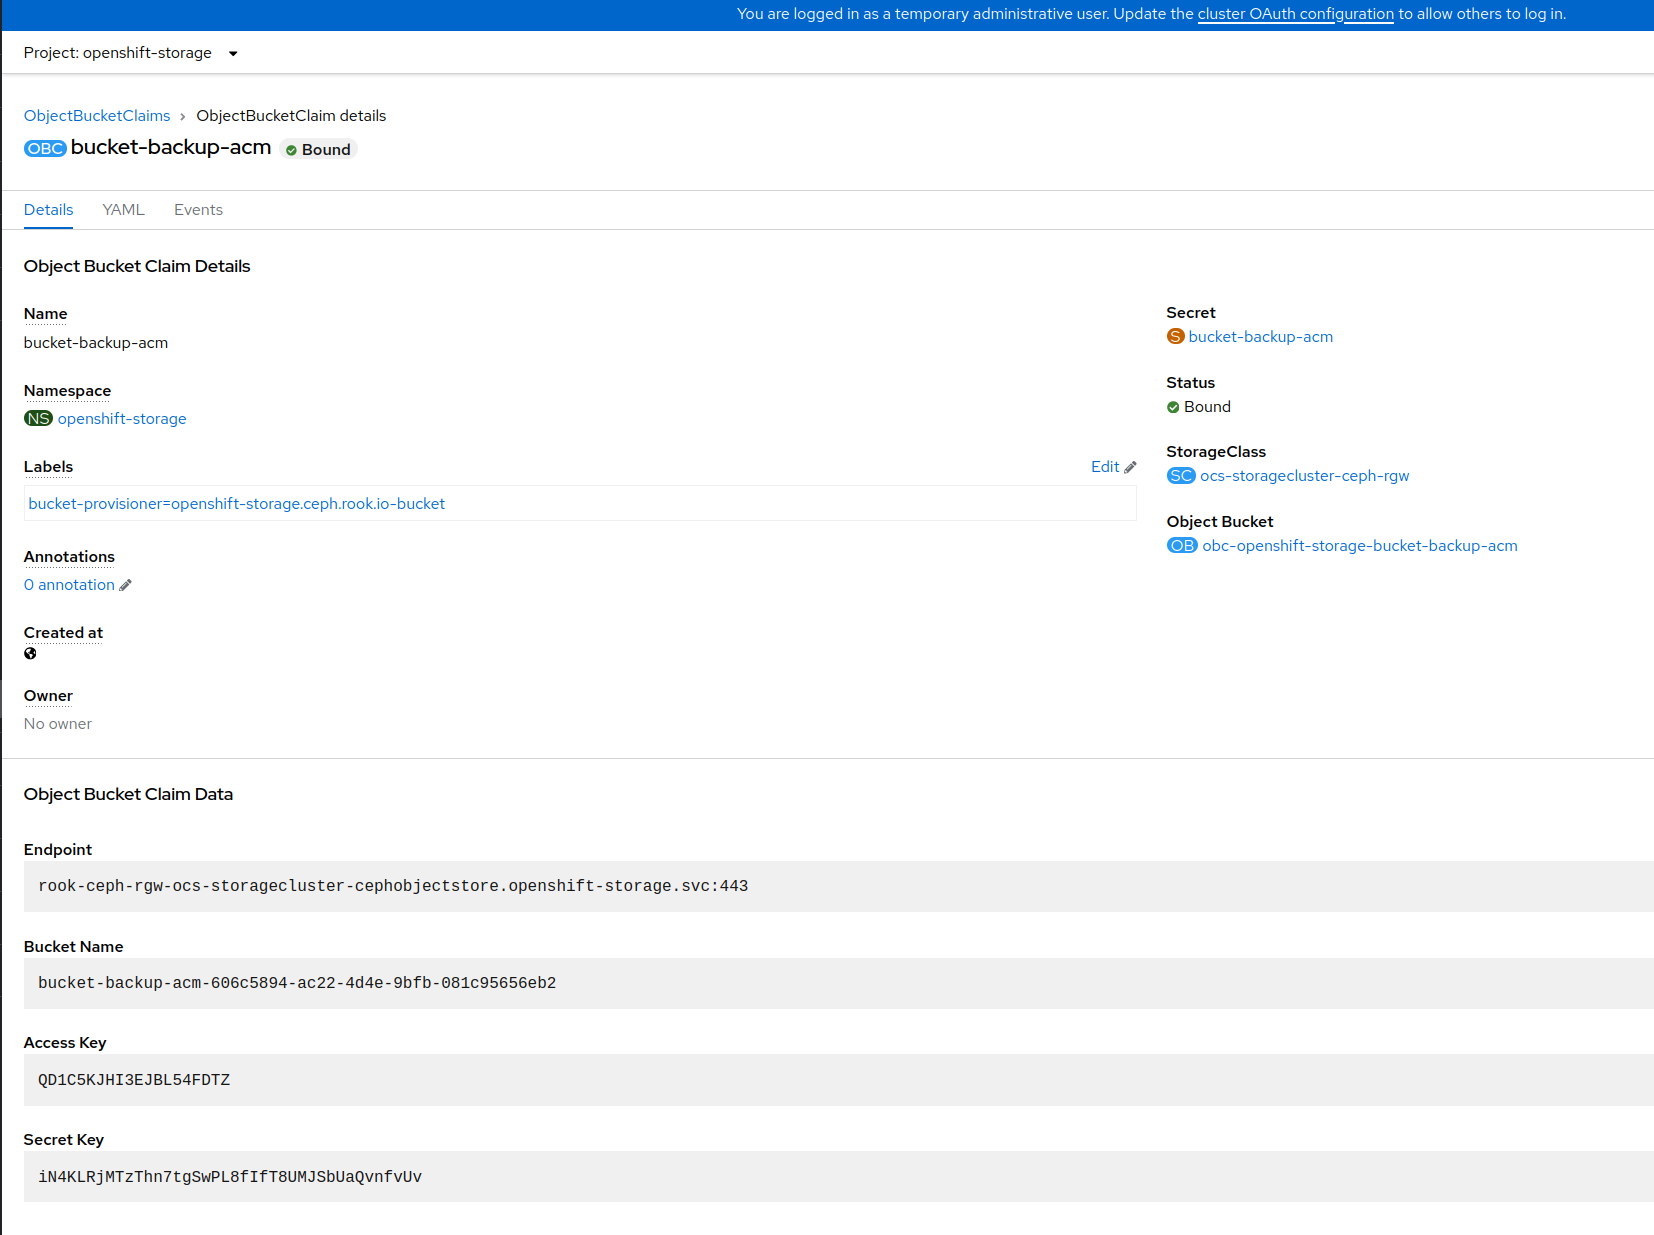 You are logged in as a temporary administrative user. Update the cluster OAuth configuration to allow others to log in.
Project: openshift-storage
ObjectBucketClaims > ObjectBucketClaim details
OBC bucket-backup-acm Bound
Details YAML Events
Object Bucket Claim Details
Name
bucket-backup-acm
Namespace
NS openshift-storage
Labels Edit
bucket-provisioner=openshift-storage.ceph.rook.io-bucket
Annotations
0 annotation
Created at
Owner
No owner
Secret
S bucket-backup-acm
Status
Bound
StorageClass
SC ocs-storagecluster-ceph-rgw
Object Bucket
OB obc-openshift-storage-bucket-backup-acm
Object Bucket Claim Data
Endpoint
rook-ceph-rgw-ocs-storagecluster-cephobjectstore.openshift-storage.svc:443
Bucket Name
bucket-backup-acm-606c5894-ac22-4d4e-9bfb-081c95656eb2
Access Key
QD1C5KJHI3EJBL54FDTZ
Secret Key
iN4KLRjMTzThn7tgSwPL8fIfT8UMJSbUaQvnfvUv